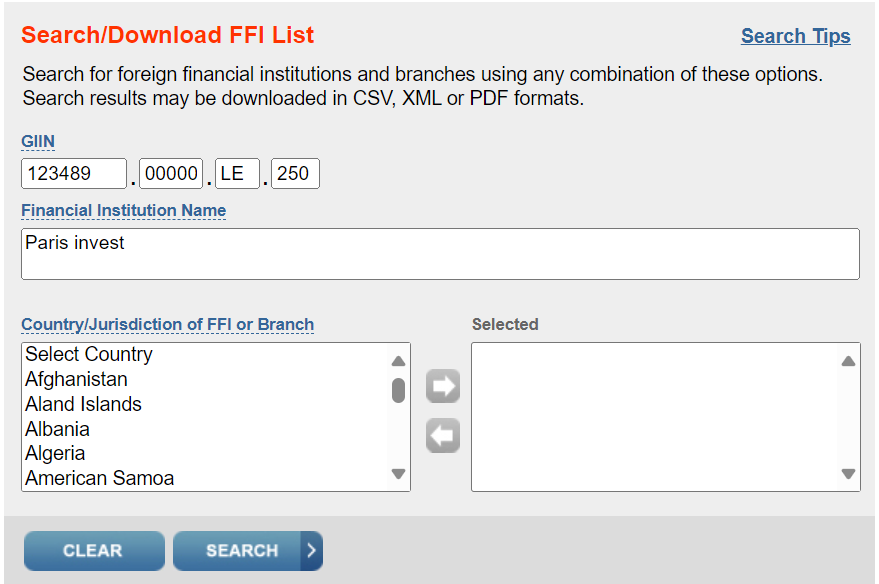 Search/Download FFI List
Search Tips
Search for foreign financial institutions and branches using any combination of these options.
Search results may be downloaded in CSV, XML or PDF formats.
GIIN
123489 . 00000 . LE . 250
Financial Institution Name
Paris invest
Country/Jurisdiction of FFI or Branch
Select Country
Afghanistan
Aland Islands
Albania
Algeria
American Samoa
Selected
CLEAR
SEARCH